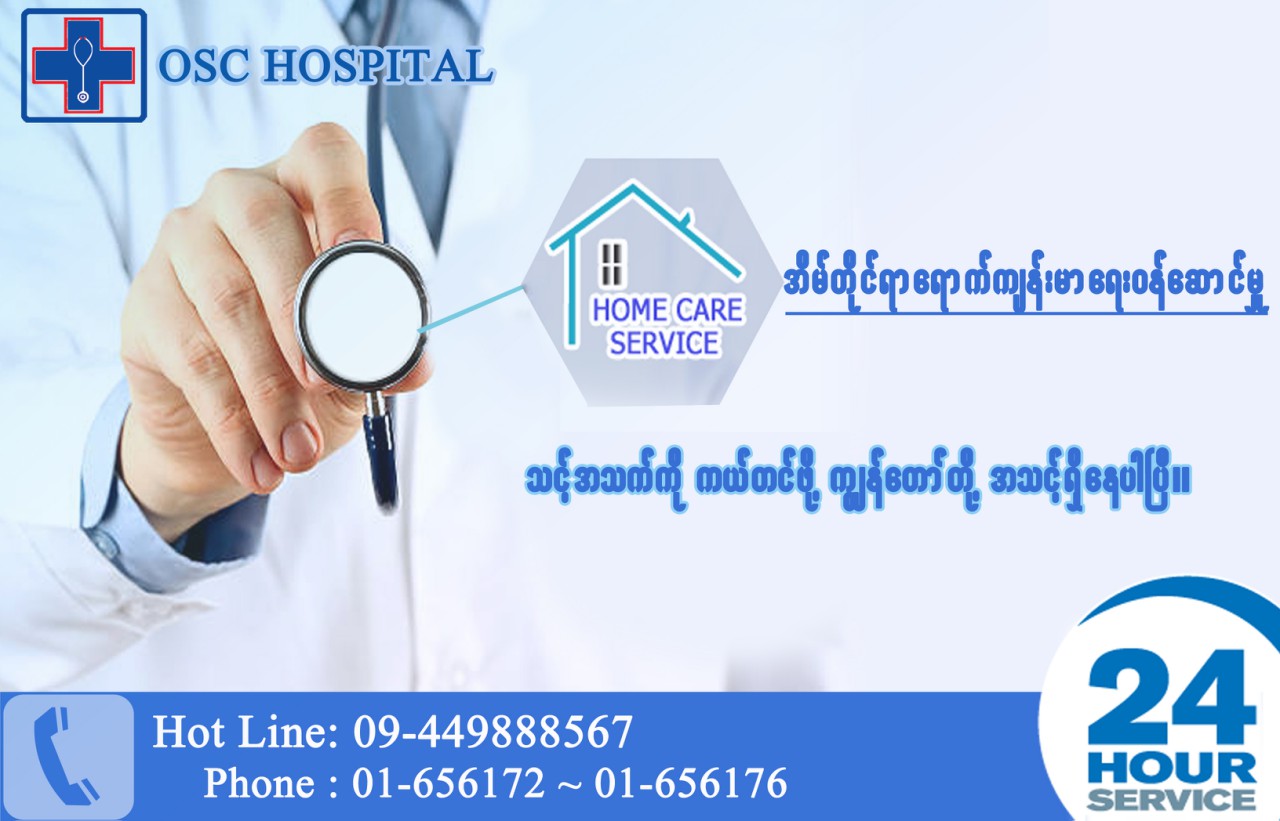 OSC HOSPITAL
HOME CARE
SERVICE
အိမ်တိုင်ရာရောက်ကျန်းမာရေးဝန်ဆောင်မှု
သင့်အသက်ကို ကယ်တင်ဖို့ ကျွန်တော်တို့ အသင့်ရှိနေပါပြီ။
24
HOUR
SERVICE
Hot Line: 09-449888567
Phone : 01-656172 ~ 01-656176